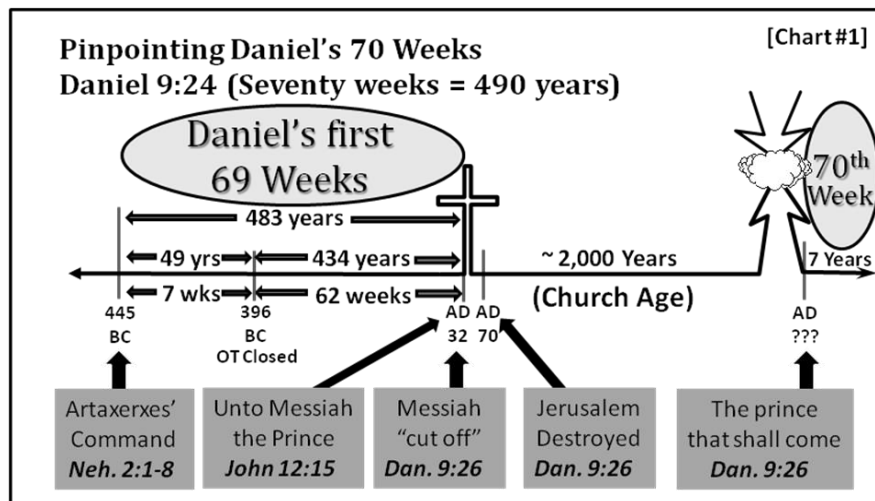 [Chart #1]
Pinpointing Daniel's 70 Weeks
Daniel 9:24 (Seventy weeks = 490 years)
Daniel's first
69 Weeks
70th
Week
483 years
49 yrs
434 years
~ 2,000 Years
7 Years
7 wks
62 weeks
(Church Age)
445
BC
396
BC
OT Closed
AD
32
AD
70
AD
???
Artaxerxes'
Command
Neh. 2:1-8
Unto Messiah
the Prince
John 12:15
Messiah
"cut off"
Dan. 9:26
Jerusalem
Destroyed
Dan. 9:26
The prince
that shall come
Dan. 9:26